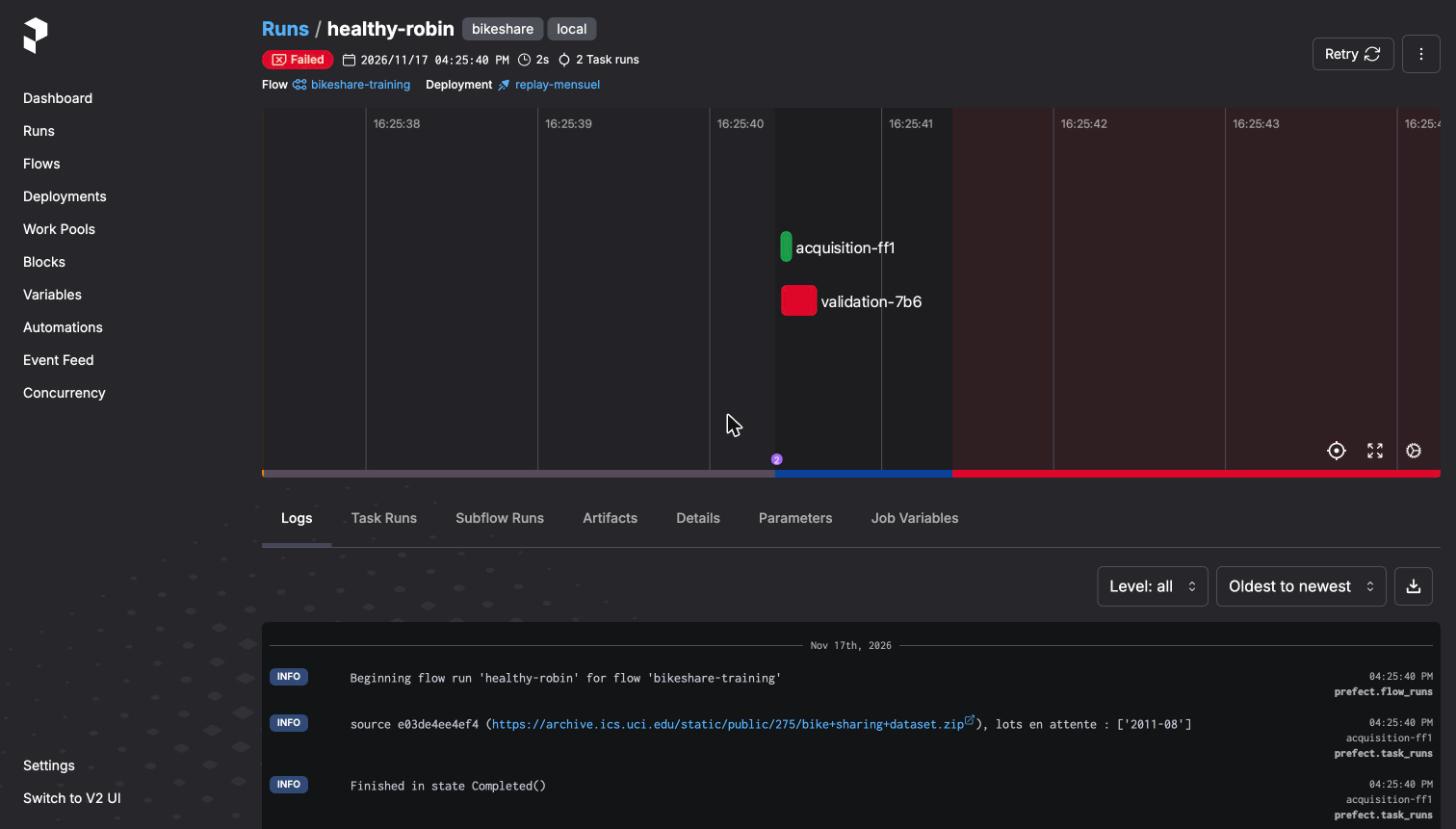 Runs / healthy-robin bikeshare local
Failed 2026/11/17 04:25:40 PM 2s 2 Task runs
Flow bikeshare-training Deployment replay-mensuel
Retry
Dashboard
Runs
Flows
Deployments
Work Pools
Blocks
Variables
Automations
Event Feed
Concurrency
Settings
Switch to V2 UI
16:25:38 16:25:39 16:25:40 16:25:41 16:25:42 16:25:43
acquisition-ff1
validation-7b6
2
Logs Task Runs Subflow Runs Artifacts Details Parameters Job Variables
Level: all Oldest to newest
Nov 17th, 2026
INFO Beginning flow run 'healthy-robin' for flow 'bikeshare-training' 04:25:40 PM
prefect.flow_runs
INFO source e03de4ee4ef4 (https://archive.ics.uci.edu/static/public/275/bike+sharing+dataset.zip), lots en attente : ['2011-08'] 04:25:40 PM
acquisition-ff1
prefect.task_runs
INFO Finished in state Completed() 04:25:40 PM
acquisition-ff1
prefect.task_runs